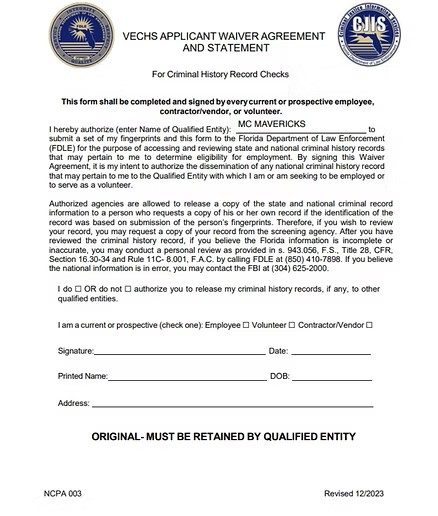 VECHS APPLICANT WAIVER AGREEMENT
AND STATEMENT
For Criminal History Record Checks
This form shall be completed and signed by every current or prospective employee,
contractor/vendor, or volunteer.
I hereby authorize (enter Name of Qualified Entity): MC MAVERICKS to
submit a set of my fingerprints and this form to the Florida Department of Law Enforcement
(FDLE) for the purpose of accessing and reviewing state and national criminal history records
that may pertain to me to determine eligibility for employment. By signing this Waiver
Agreement, it is my intent to authorize the dissemination of any national criminal history record
that may pertain to me to the Qualified Entity with which I am or am seeking to be employed or
to serve as a volunteer.
Authorized agencies are allowed to release a copy of the state and national criminal record
information to a person who requests a copy of his or her own record if the identification of the
record was based on submission of the person's fingerprints. Therefore, if you wish to review
your record, you may request a copy of your record from the screening agency. After you have
reviewed the criminal history record, if you believe the Florida information is incomplete or
inaccurate, you may conduct a personal review as provided in s. 943.056, F.S., Title 28, CFR,
Section 16.30-34 and Rule 11C- 8.001, F.A.C. by calling FDLE at (850) 410-7898. If you believe
the national information is in error, you may contact the FBI at (304) 625-2000.
I do ☐ OR do not ☐ authorize you to release my criminal history records, if any, to other
qualified entities.
I am a current or prospective (check one): Employee ☐ Volunteer ☐ Contractor/Vendor ☐
Signature: Date:
Printed Name: DOB:
Address:
ORIGINAL- MUST BE RETAINED BY QUALIFIED ENTITY
NCPA 003 Revised 12/2023
CJIS